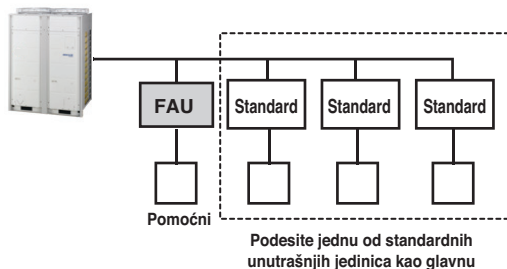 FAU
Standard
Standard
Standard
Pomoćni
Podesite jednu od standardnih
unutrašnjih jedinica kao glavnu